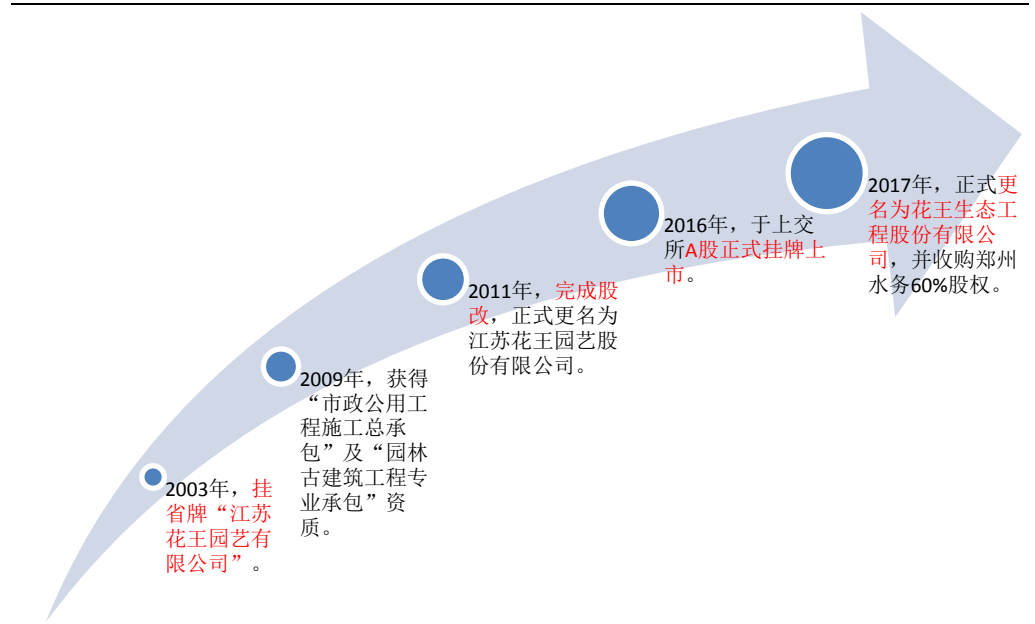 2003年，挂
省牌“江苏
花王园艺有
限公司”。
2009年，获得
“市政公用工
程施工总承
包”及“园林
古建筑工程专
业承包”资
质。
2011年，完成股
改，正式更名为
江苏花王园艺股
份有限公司。
2016年，于上交
所A股正式挂牌上
市。
2017年，正式更
名为花王生态工
程股份有限公
司，并收购郑州
水务60%股权。